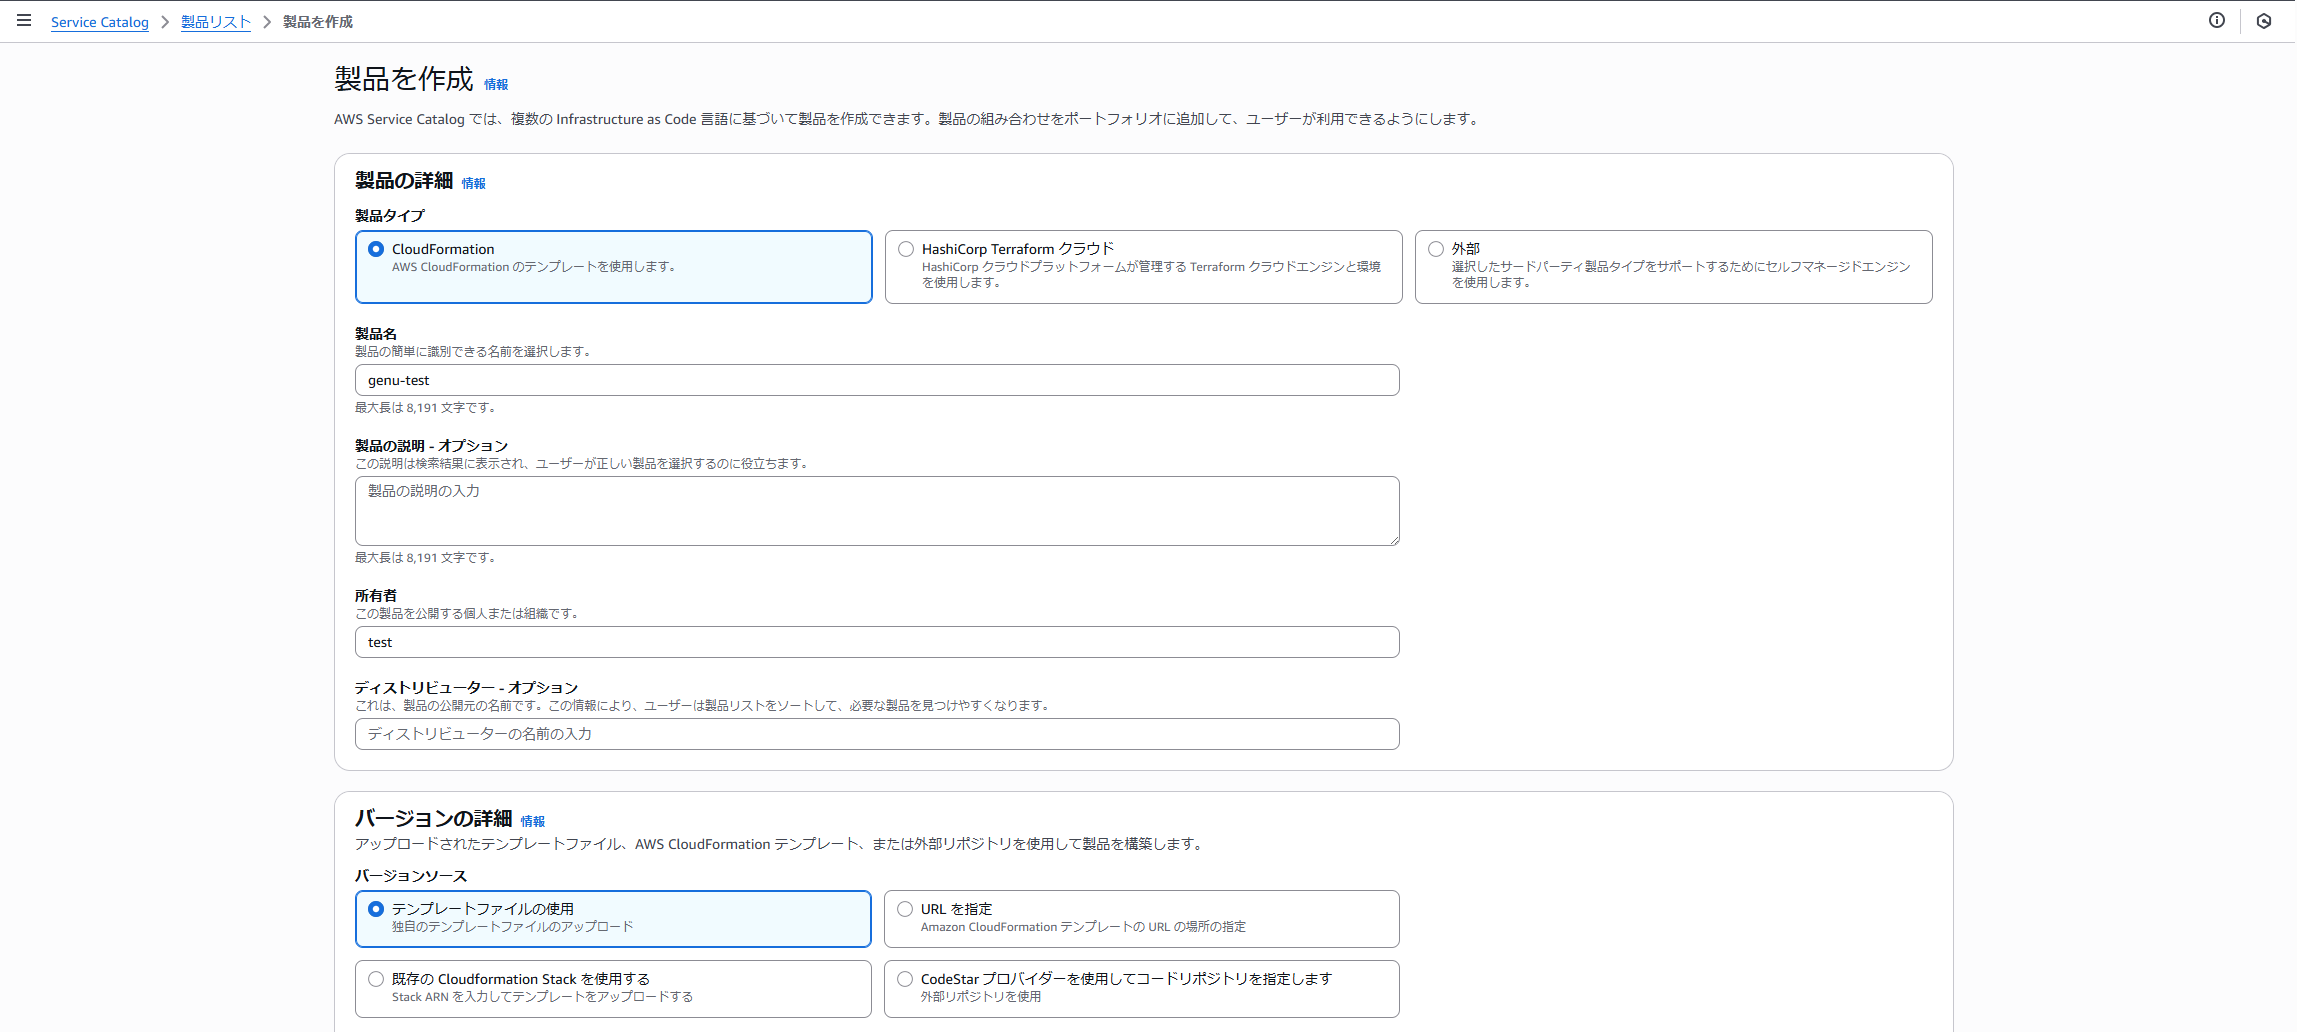 Service Catalog > 製品リスト > 製品を作成
製品を作成 情報
AWS Service Catalog では、複数の Infrastructure as Code 言語に基づいて製品を作成できます。製品の組み合わせをポートフォリオに追加して、ユーザーが利用できるようにします。
製品の詳細 情報
製品タイプ
CloudFormation
AWS CloudFormation のテンプレートを使用します。
HashiCorp Terraform クラウド
HashiCorp クラウドプラットフォームが管理する Terraform クラウドエンジンと環境
を使用します。
外部
選択したサードパーティ製品タイプをサポートするためにセルフマネージドエンジン
を使用します。
製品名
製品の簡単に識別できる名前を選択します。
genu-test
最大長は 8,191 文字です。
製品の説明 - オプション
この説明は検索結果に表示され、ユーザーが正しい製品を選択するのに役立ちます。
製品の説明の入力
最大長は 8,191 文字です。
所有者
この製品を公開する個人または組織です。
test
ディストリビューター - オプション
これは、製品の公開元の名前です。この情報により、ユーザーは製品リストをソートして、必要な製品を見つけやすくなります。
ディストリビューターの名前の入力
バージョンの詳細 情報
アップロードされたテンプレートファイル、AWS CloudFormation テンプレート、または外部リポジトリを使用して製品を構築します。
バージョンソース
テンプレートファイルの使用
独自のテンプレートファイルのアップロード
URL を指定
Amazon CloudFormation テンプレートの URL の場所の指定
既存の Cloudformation Stack を使用する
Stack ARN を入力してテンプレートをアップロードする
CodeStar プロバイダーを使用してコードリポジトリを指定します
外部リポジトリを使用